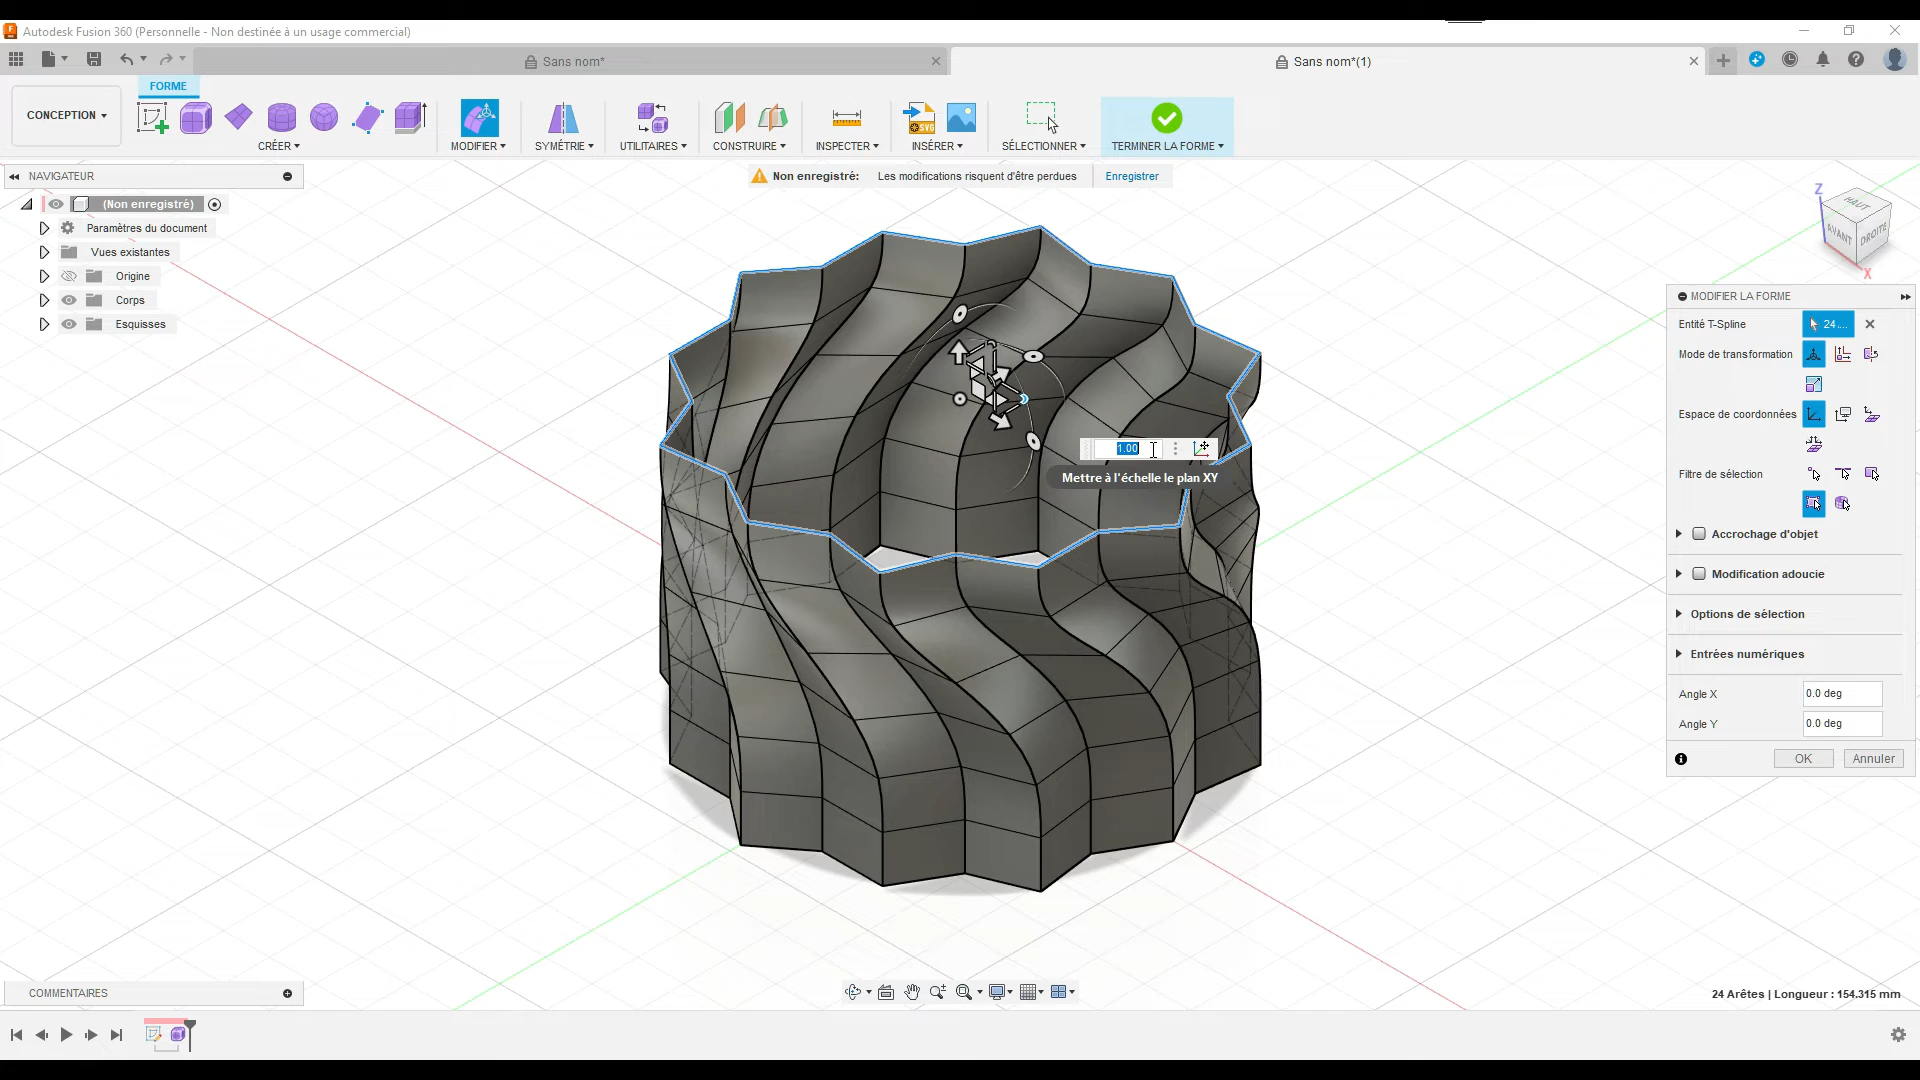 Autodesk Fusion 360 (Personnelle - Non destinée à un usage commercial)
Sans nom*
Sans nom*(1)
FORME
CONCEPTION
CRÉER
MODIFIER
SYMÉTRIE
UTILITAIRES
CONSTRUIRE
INSPECTER
INSÉRER
SÉLECTIONNER
TERMINER LA FORME
NAVIGATEUR
Non enregistré: Les modifications risquent d'être perdues Enregistrer
(Non enregistré)
Paramètres du document
Vues existantes
Origine
Corps
Esquisses
Z
HAUT
AVANT
DROITE
X
1.00
Mettre à l'échelle le plan XY
MODIFIER LA FORME
Entité T-Spline 24 ...
Mode de transformation
Espace de coordonnées
Filtre de sélection
Accrochage d'objet
Modification adoucie
Options de sélection
Entrées numériques
Angle X 0.0 deg
Angle Y 0.0 deg
OK Annuler
COMMENTAIRES
24 Arêtes | Longueur : 154.315 mm